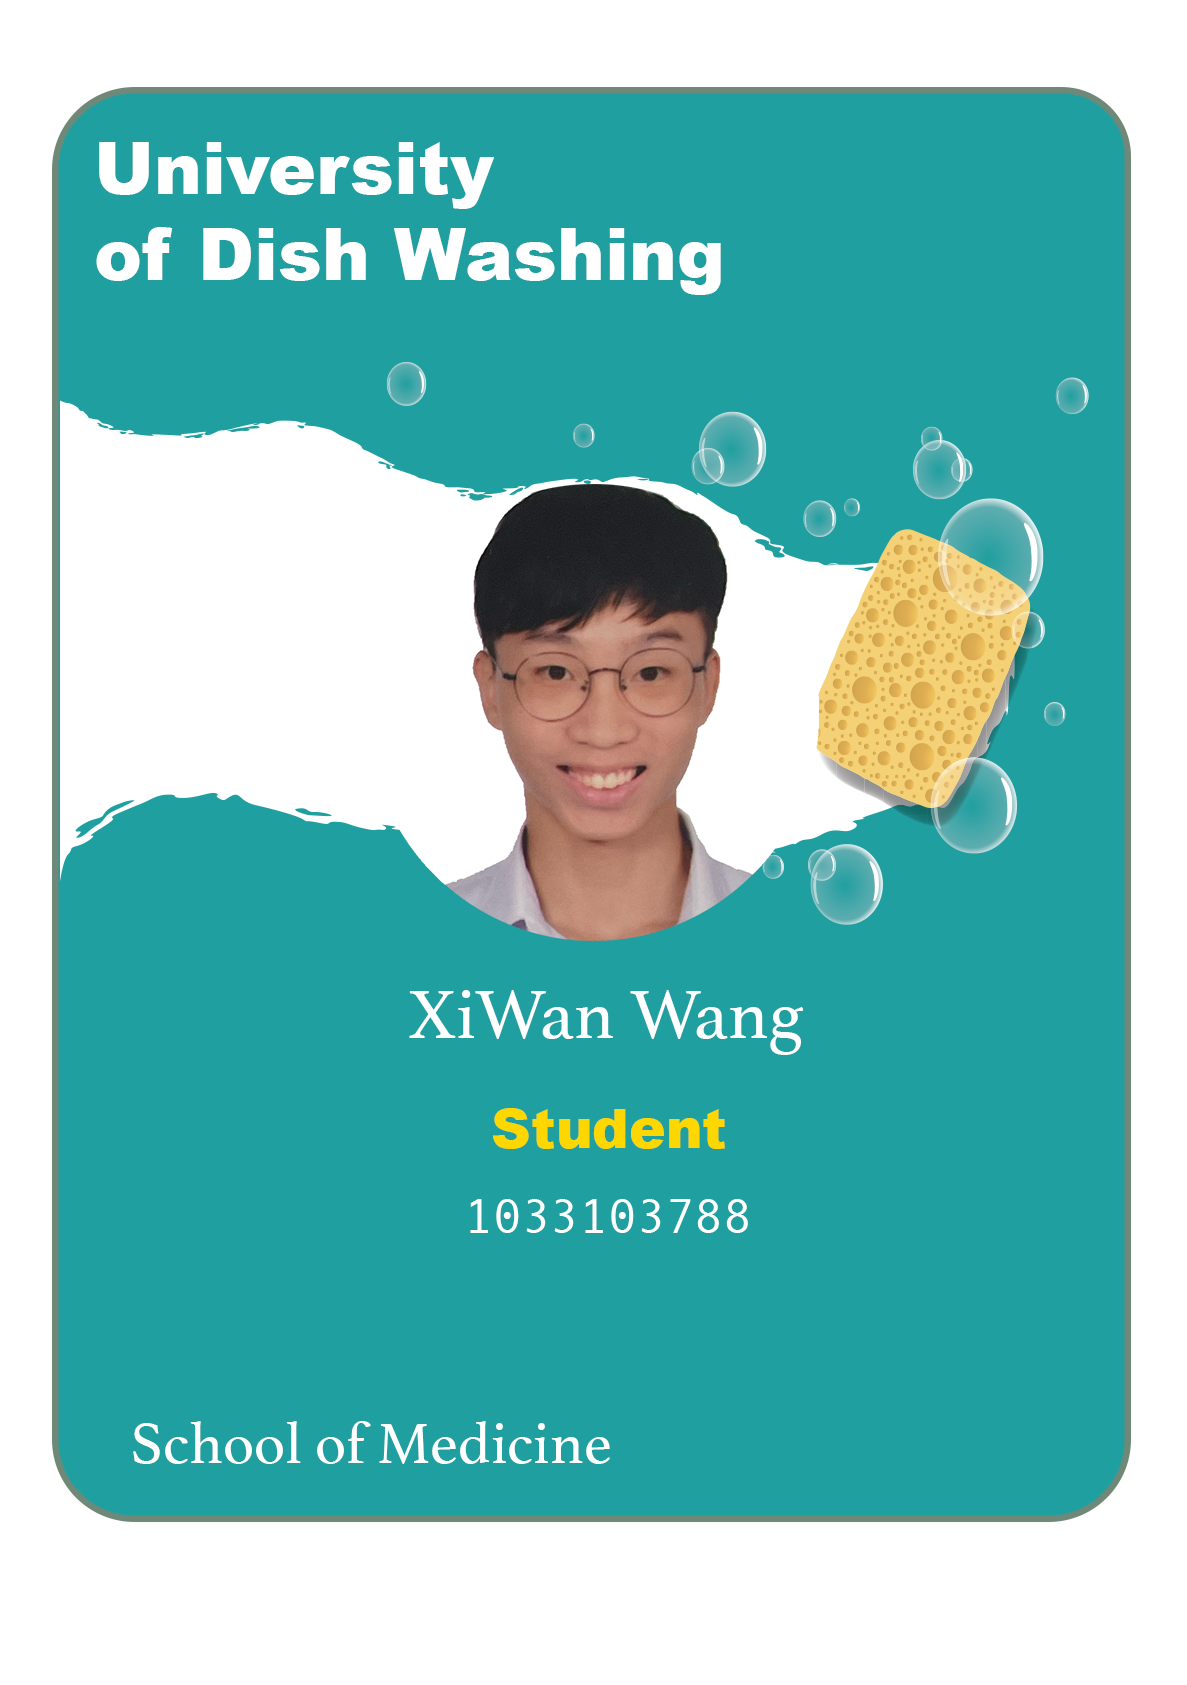 University
of Dish Washing
XiWan Wang
Student
1033103788
School of Medicine